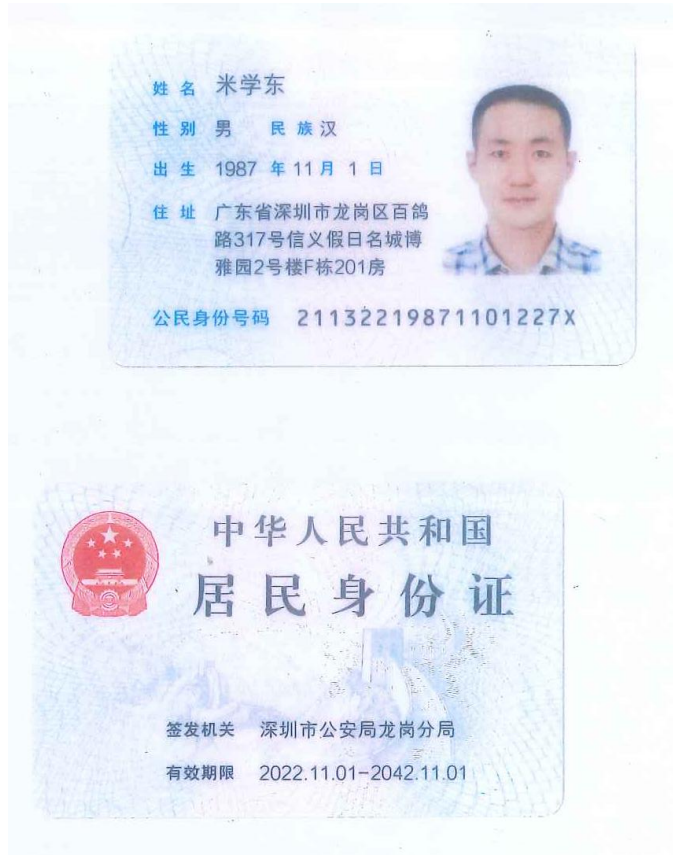 姓名 米学东
性别 男 民族 汉
出生 1987 年 11 月 1 日
住址 广东省深圳市龙岗区百鸽
路317号信义假日名城博
雅园2号楼F栋201房
公民身份号码 21132219871101227X
中华人民共和国
居民身份证
签发机关 深圳市公安局龙岗分局
有效期限 2022.11.01-2042.11.01